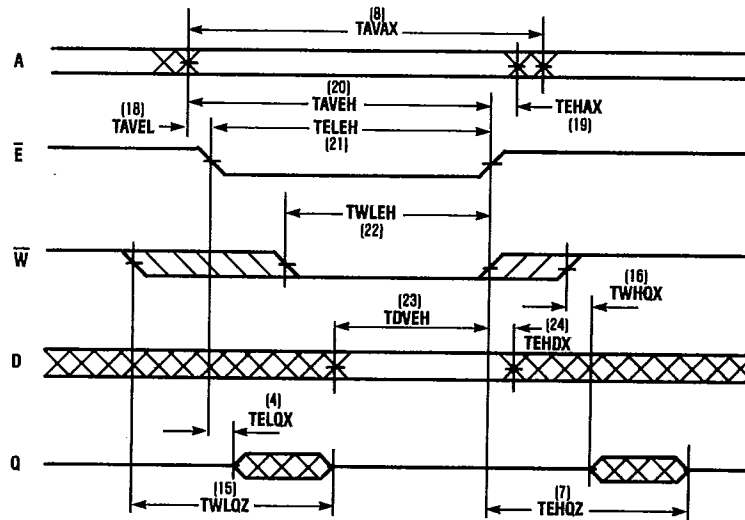 (8)
TAVAX
A
(20)
TAVEH
(18)
TAVEL
TELEH
(21)
TEHAX
(19)
E̅
TWLEH
(22)
W̅
(16)
TWHQX
(23)
TDVEH
(24)
TEHDX
D
(4)
TELQX
Q
(15)
TWLQZ
(7)
TEHQZ